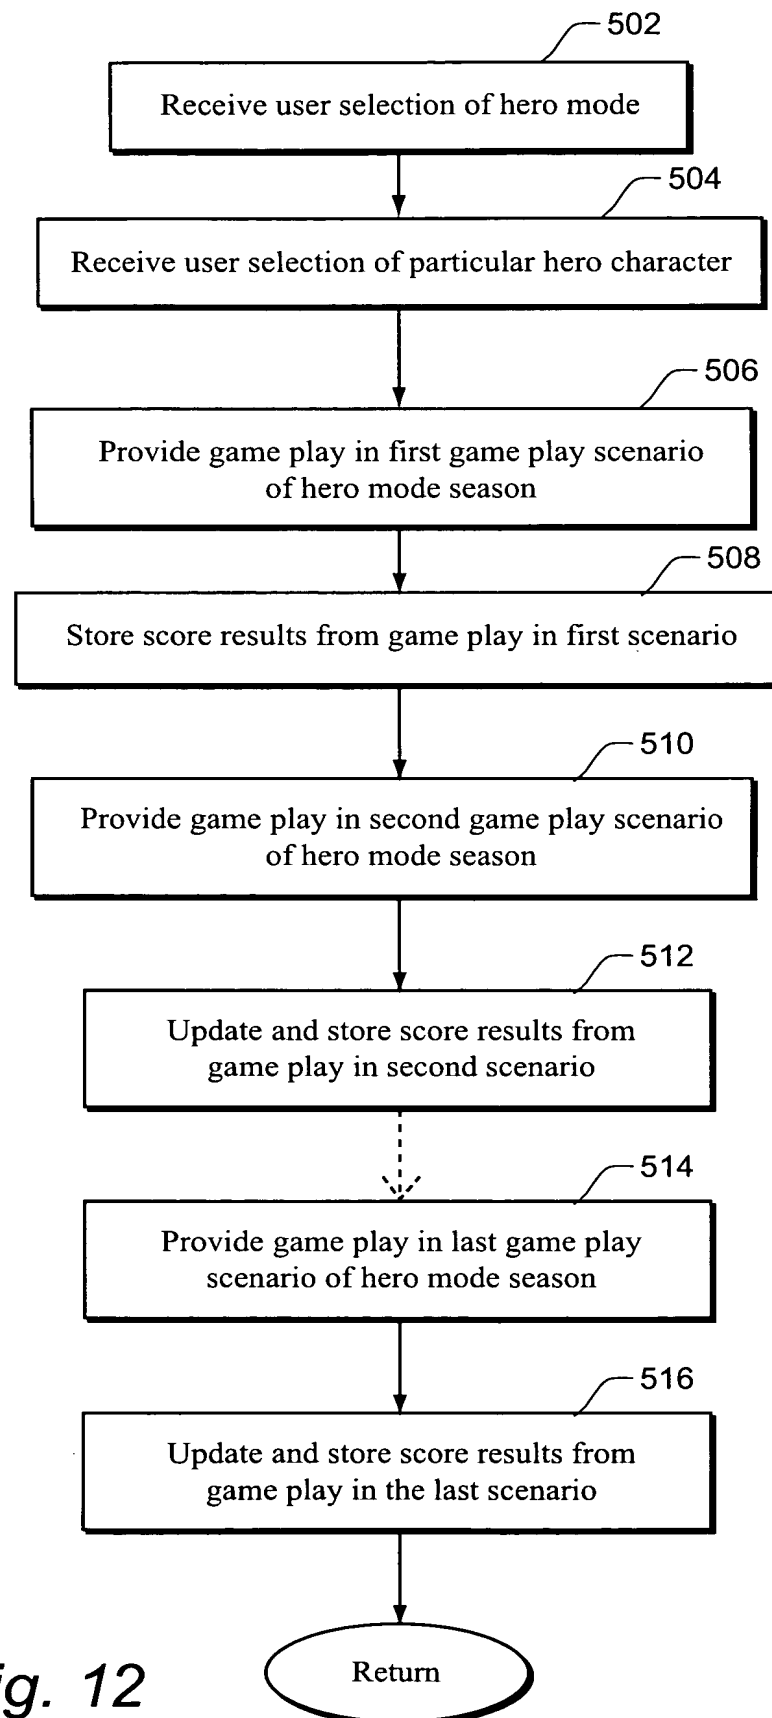 502
Receive user selection of hero mode
504
Receive user selection of particular hero character
506
Provide game play in first game play scenario
of hero mode season
508
Store score results from game play in first scenario
510
Provide game play in second game play scenario
of hero mode season
512
Update and store score results from
game play in second scenario
514
Provide game play in last game play
scenario of hero mode season
516
Update and store score results from
game play in the last scenario
Return
ig. 12